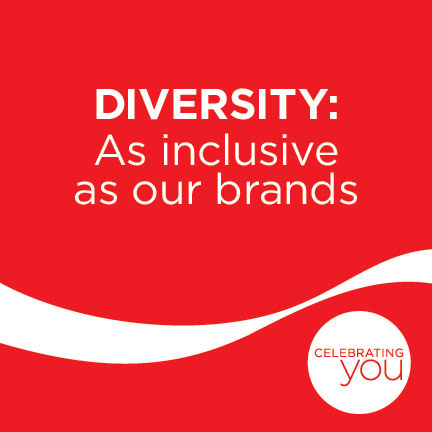 DIVERSITY:
As inclusive
as our brands
CELEBRATING
you